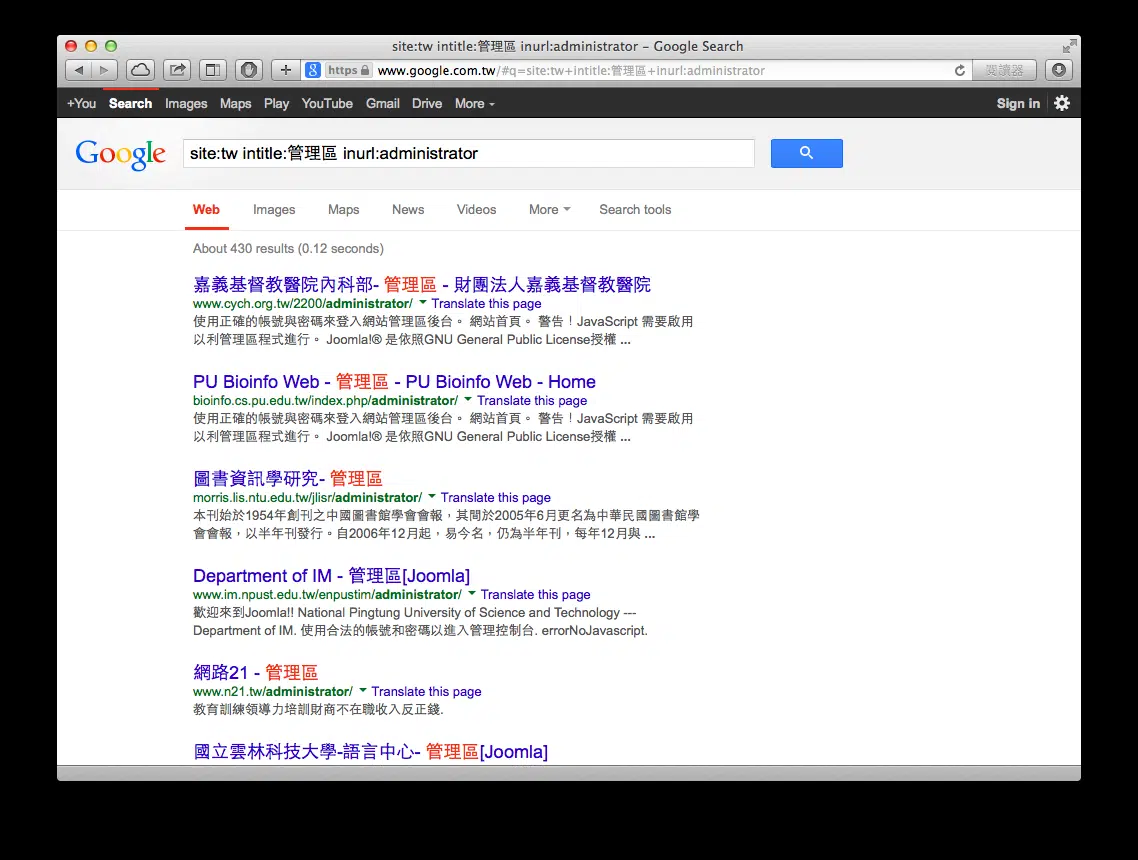 site:tw intitle:管理區 inurl:administrator – Google Search
https www.google.com.tw/#q=site:tw+intitle:管理區+inurl:administrator 閱讀器
+You Search Images Maps Play YouTube Gmail Drive More Sign in
Google site:tw intitle:管理區 inurl:administrator
Web Images Maps News Videos More Search tools
About 430 results (0.12 seconds)
嘉義基督教醫院內科部- 管理區 - 財團法人嘉義基督教醫院
www.cych.org.tw/2200/administrator/ Translate this page
使用正確的帳號與密碼來登入網站管理區後台。 網站首頁。 警告！JavaScript 需要啟用
以利管理區程式進行。 Joomla!® 是依照GNU General Public License授權 ...
PU Bioinfo Web - 管理區 - PU Bioinfo Web - Home
bioinfo.cs.pu.edu.tw/index.php/administrator/ Translate this page
使用正確的帳號與密碼來登入網站管理區後台。 網站首頁。 警告！JavaScript 需要啟用
以利管理區程式進行。 Joomla!® 是依照GNU General Public License授權 ...
圖書資訊學研究- 管理區
morris.lis.ntu.edu.tw/jlisr/administrator/ Translate this page
本刊始於1954年創刊之中國圖書館學會會報，其間於2005年6月更名為中華民國圖書館學
會會報，以半年刊發行。自2006年12月起，易今名，仍為半年刊，每年12月與 ...
Department of IM - 管理區[Joomla]
www.im.npust.edu.tw/enpustim/administrator/ Translate this page
歡迎來到Joomla!! National Pingtung University of Science and Technology ---
Department of IM. 使用合法的帳號和密碼以進入管理控制台. errorNoJavascript.
網路21 - 管理區
www.n21.tw/administrator/ Translate this page
教育訓練領導力培訓財商不在職收入反正錢.
國立雲林科技大學-語言中心- 管理區[Joomla]